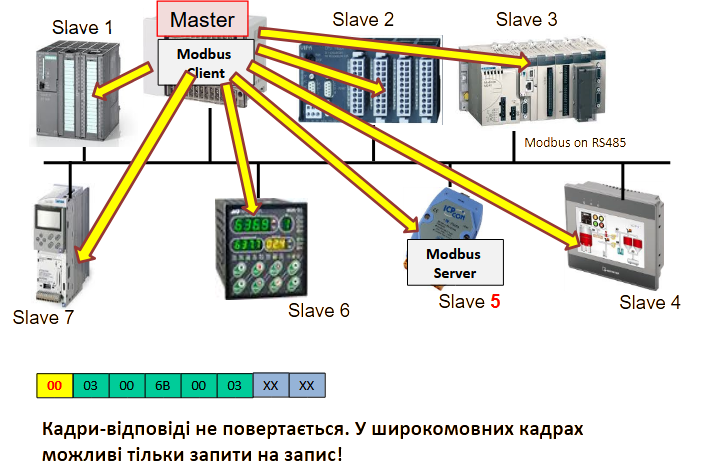 Master
Slave 1
Slave 2
Slave 3
Modbus
Client
Modbus on RS485
6369
Modbus
Server
Slave 7
Slave 6
Slave 5
Slave 4
00 03 00 6B 00 03 XX XX
Кадри-відповіді не повертається. У широкомовних кадрах
можливі тільки запити на запис!